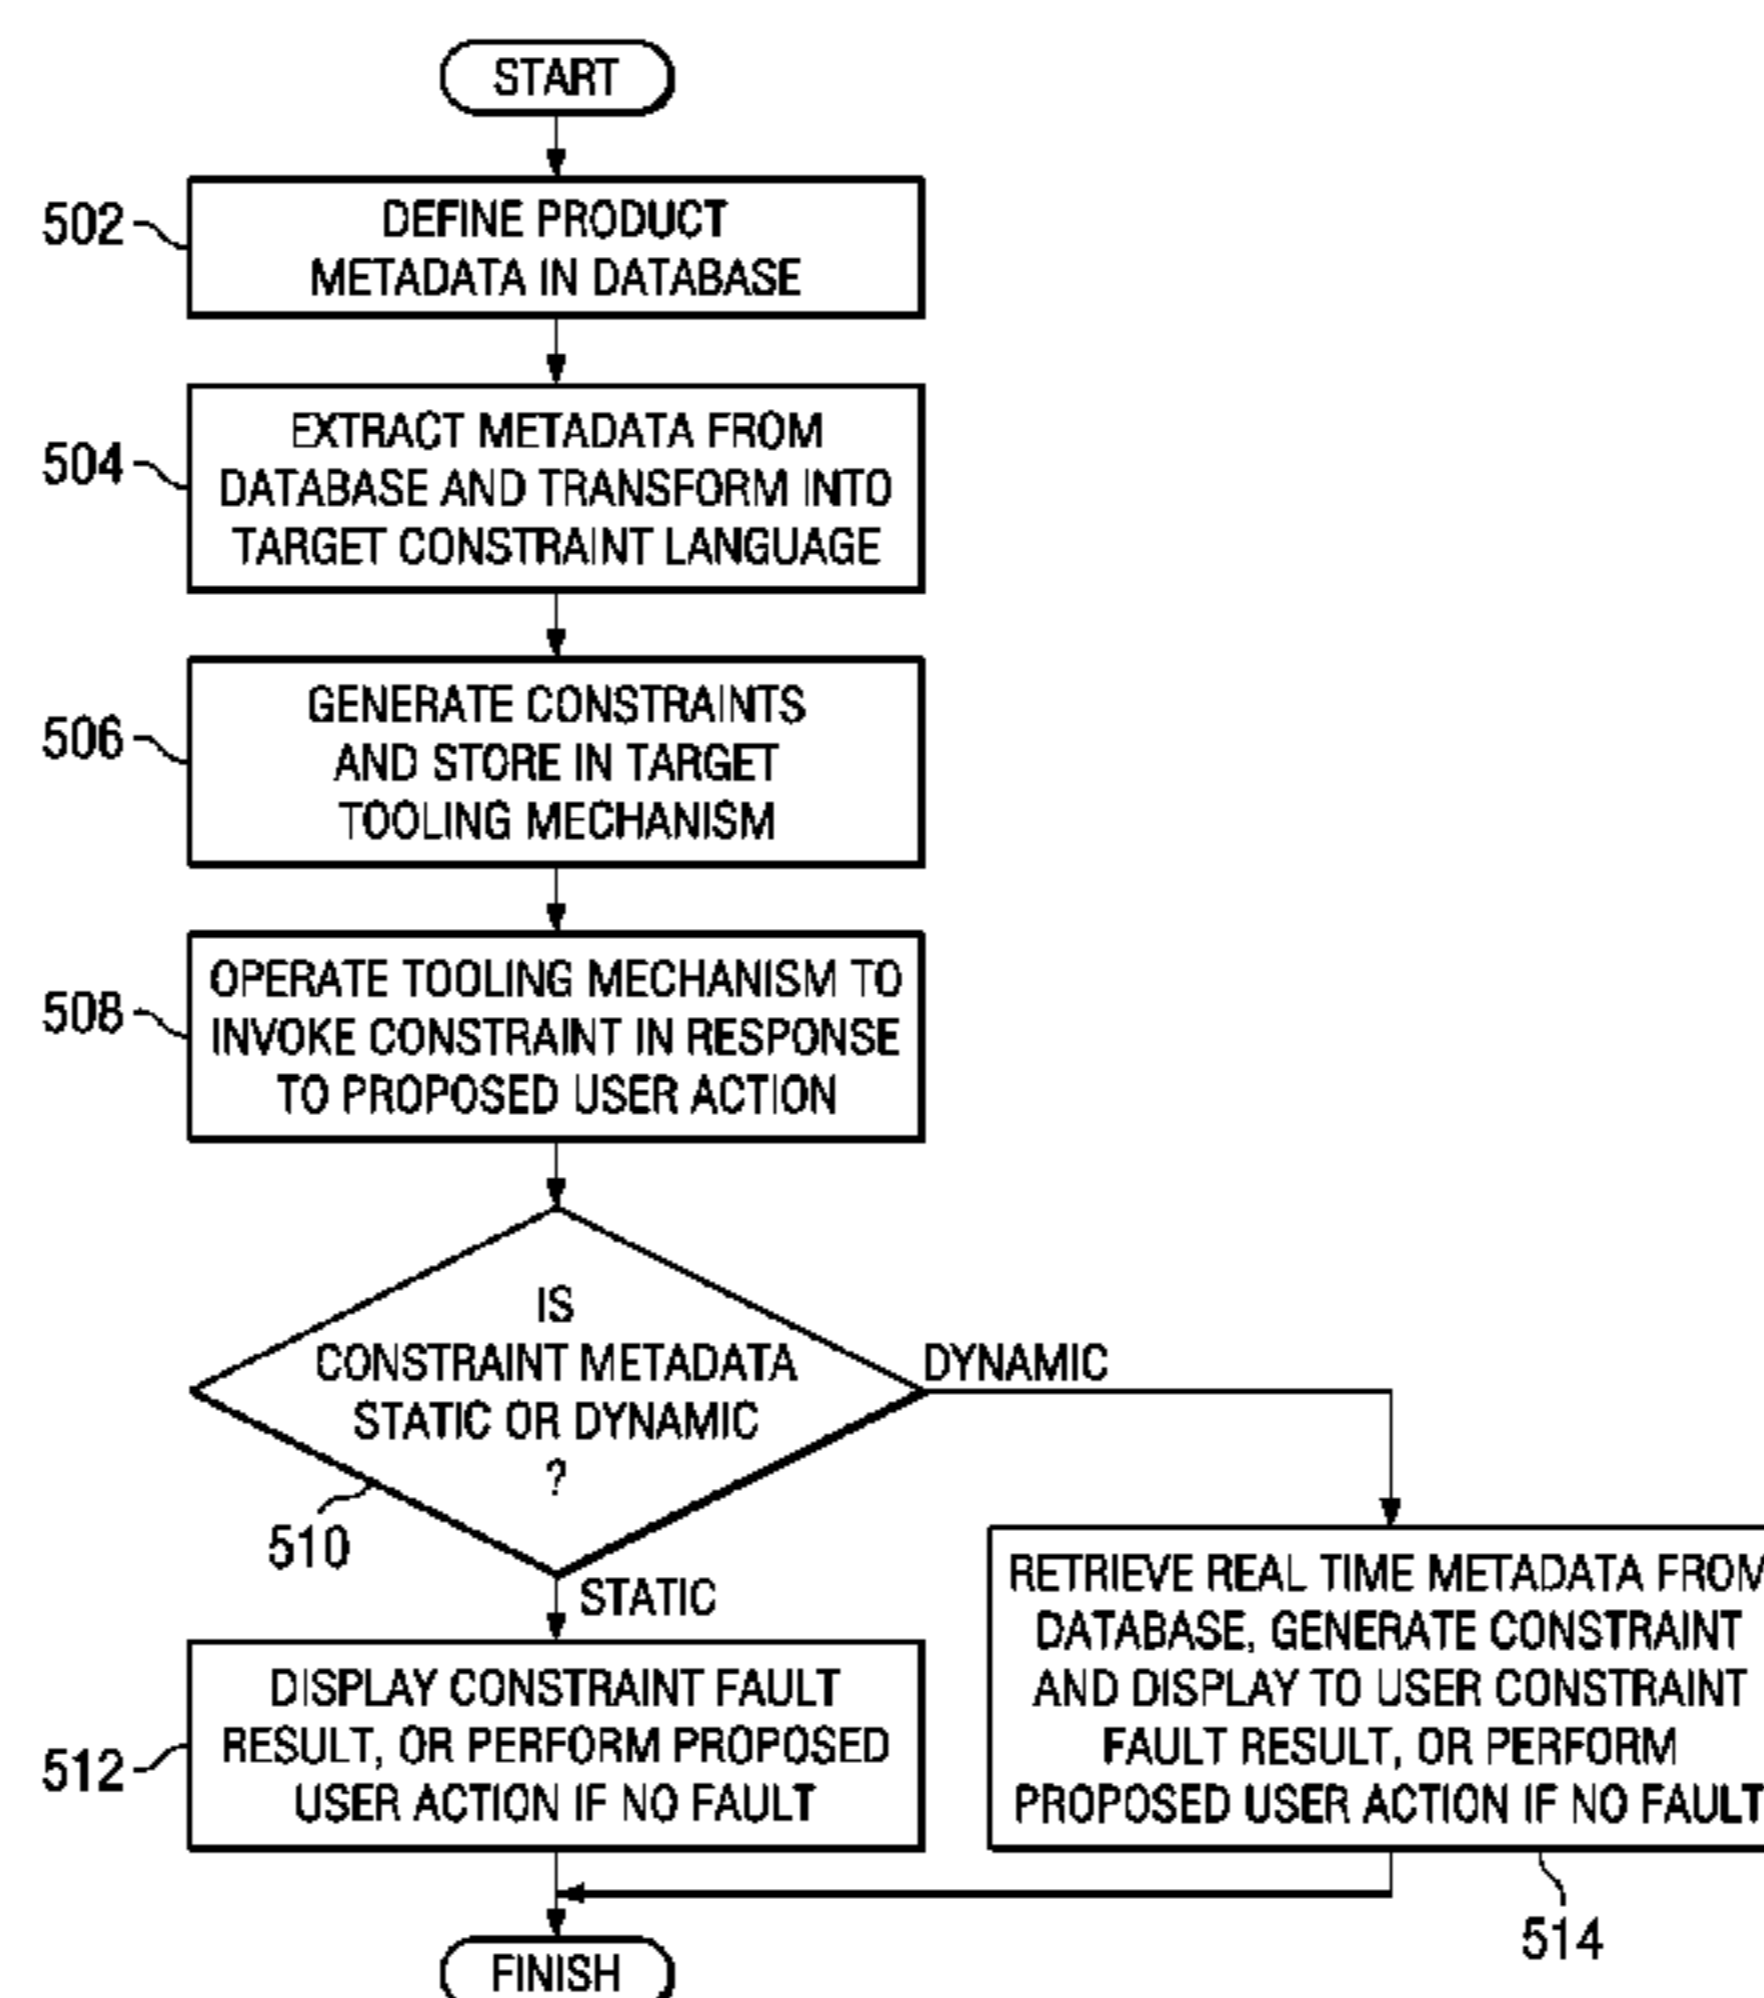 START
502
DEFINE PRODUCT
METADATA IN DATABASE
504
EXTRACT METADATA FROM
DATABASE AND TRANSFORM INTO
TARGET CONSTRAINT LANGUAGE
506
GENERATE CONSTRAINTS
AND STORE IN TARGET
TOOLING MECHANISM
508
OPERATE TOOLING MECHANISM TO
INVOKE CONSTRAINT IN RESPONSE
TO PROPOSED USER ACTION
IS
CONSTRAINT METADATA
STATIC OR DYNAMIC
?
510
DYNAMIC
STATIC
512
DISPLAY CONSTRAINT FAULT
RESULT, OR PERFORM PROPOSED
USER ACTION IF NO FAULT
RETRIEVE REAL TIME METADATA FROM
DATABASE, GENERATE CONSTRAINT
AND DISPLAY TO USER CONSTRAINT
FAULT RESULT, OR PERFORM
PROPOSED USER ACTION IF NO FAULT
514
FINISH